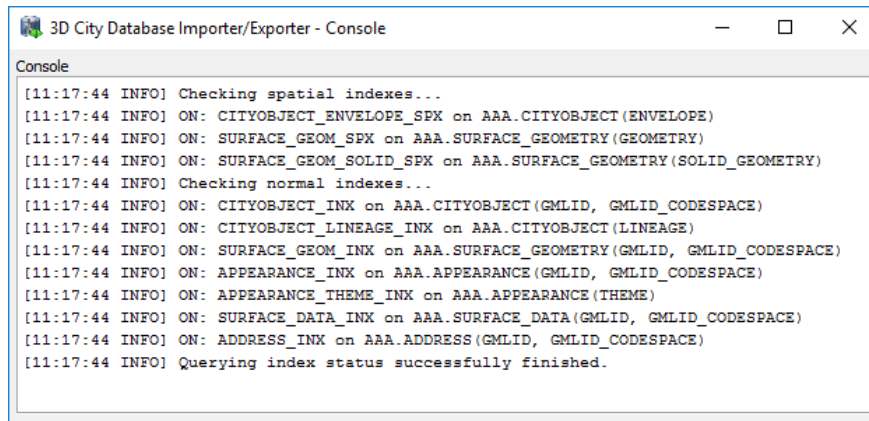 3D City Database Importer/Exporter - Console
Console
[11:17:44 INFO] Checking spatial indexes...
[11:17:44 INFO] ON: CITYOBJECT_ENVELOPE_SPX on AAA.CITYOBJECT(ENVELOPE)
[11:17:44 INFO] ON: SURFACE_GEOM_SPX on AAA.SURFACE_GEOMETRY(GEOMETRY)
[11:17:44 INFO] ON: SURFACE_GEOM_SOLID_SPX on AAA.SURFACE_GEOMETRY(SOLID_GEOMETRY)
[11:17:44 INFO] Checking normal indexes...
[11:17:44 INFO] ON: CITYOBJECT_INX on AAA.CITYOBJECT(GMLID, GMLID_CODESPACE)
[11:17:44 INFO] ON: CITYOBJECT_LINEAGE_INX on AAA.CITYOBJECT(LINEAGE)
[11:17:44 INFO] ON: SURFACE_GEOM_INX on AAA.SURFACE_GEOMETRY(GMLID, GMLID_CODESPACE)
[11:17:44 INFO] ON: APPEARANCE_INX on AAA.APPEARANCE(GMLID, GMLID_CODESPACE)
[11:17:44 INFO] ON: APPEARANCE_THEME_INX on AAA.APPEARANCE(THEME)
[11:17:44 INFO] ON: SURFACE_DATA_INX on AAA.SURFACE_DATA(GMLID, GMLID_CODESPACE)
[11:17:44 INFO] ON: ADDRESS_INX on AAA.ADDRESS(GMLID, GMLID_CODESPACE)
[11:17:44 INFO] Querying index status successfully finished.